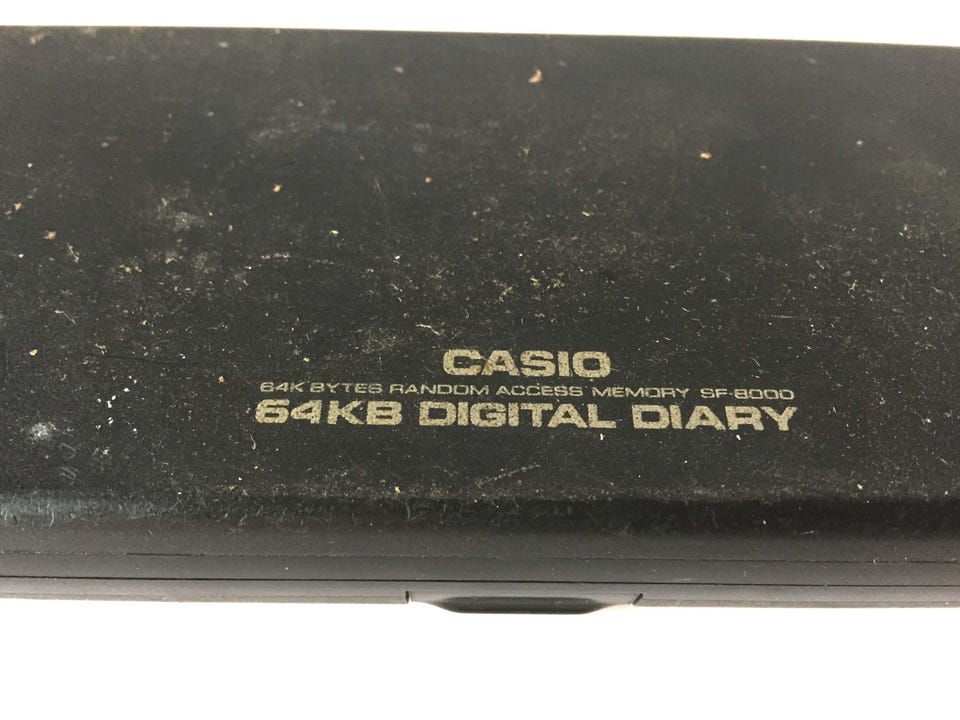 CASIO
64K BYTES RANDOM ACCESS MEMORY SF-8000
64KB DIGITAL DIARY